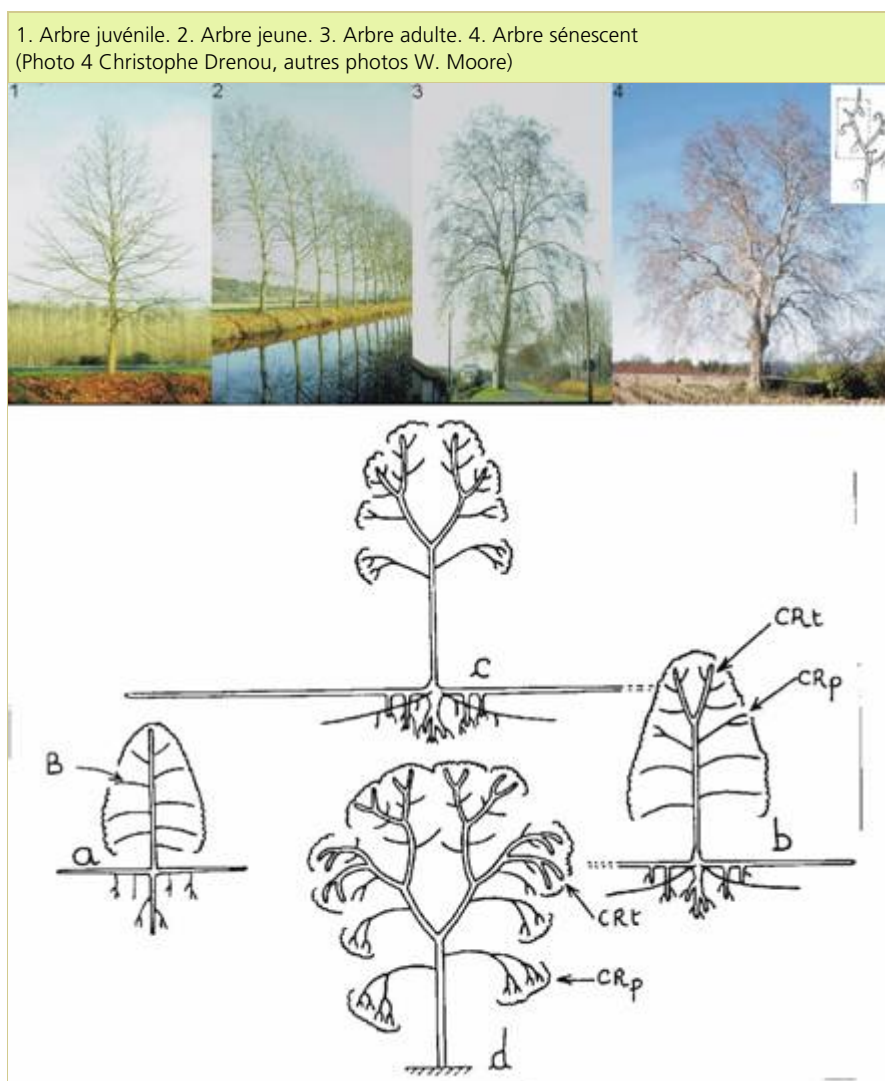 1. Arbre juvénile. 2. Arbre jeune. 3. Arbre adulte. 4. Arbre sénescent
(Photo 4 Christophe Drenou, autres photos W. Moore)
1 2 3 4
CRt
c
CRp
B
a
b
CRt
CRp
d